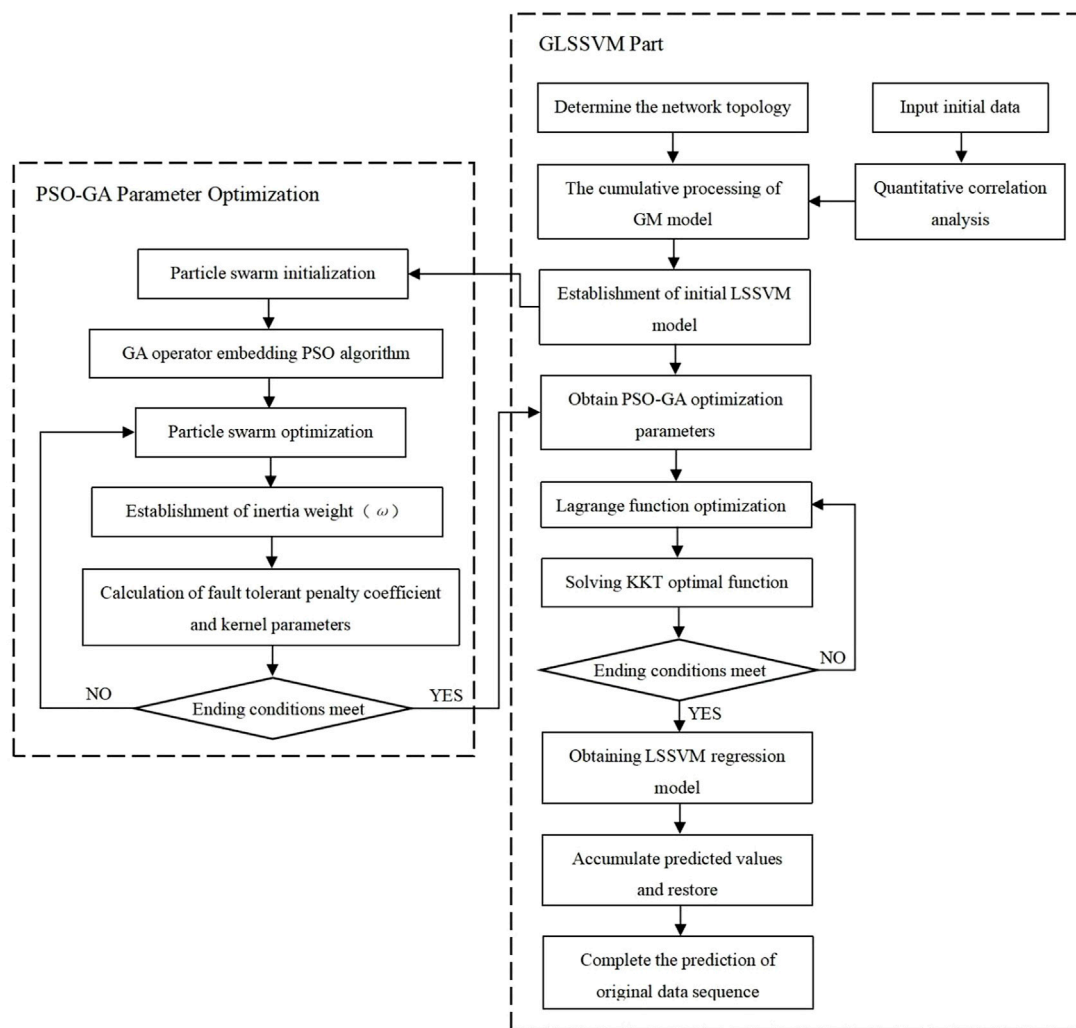 GLSSVM Part
Determine the network topology
Input initial data
The cumulative processing of
GM model
Quantitative correlation
analysis
Establishment of initial LSSVM
model
Obtain PSO-GA optimization
parameters
Lagrange function optimization
Solving KKT optimal function
Ending conditions meet
NO
YES
Obtaining LSSVM regression
model
Accumulate predicted values
and restore
Complete the prediction of
original data sequence
PSO-GA Parameter Optimization
Particle swarm initialization
GA operator embedding PSO algorithm
Particle swarm optimization
Establishment of inertia weight（ω）
Calculation of fault tolerant penalty coefficient
and kernel parameters
Ending conditions meet
NO
YES